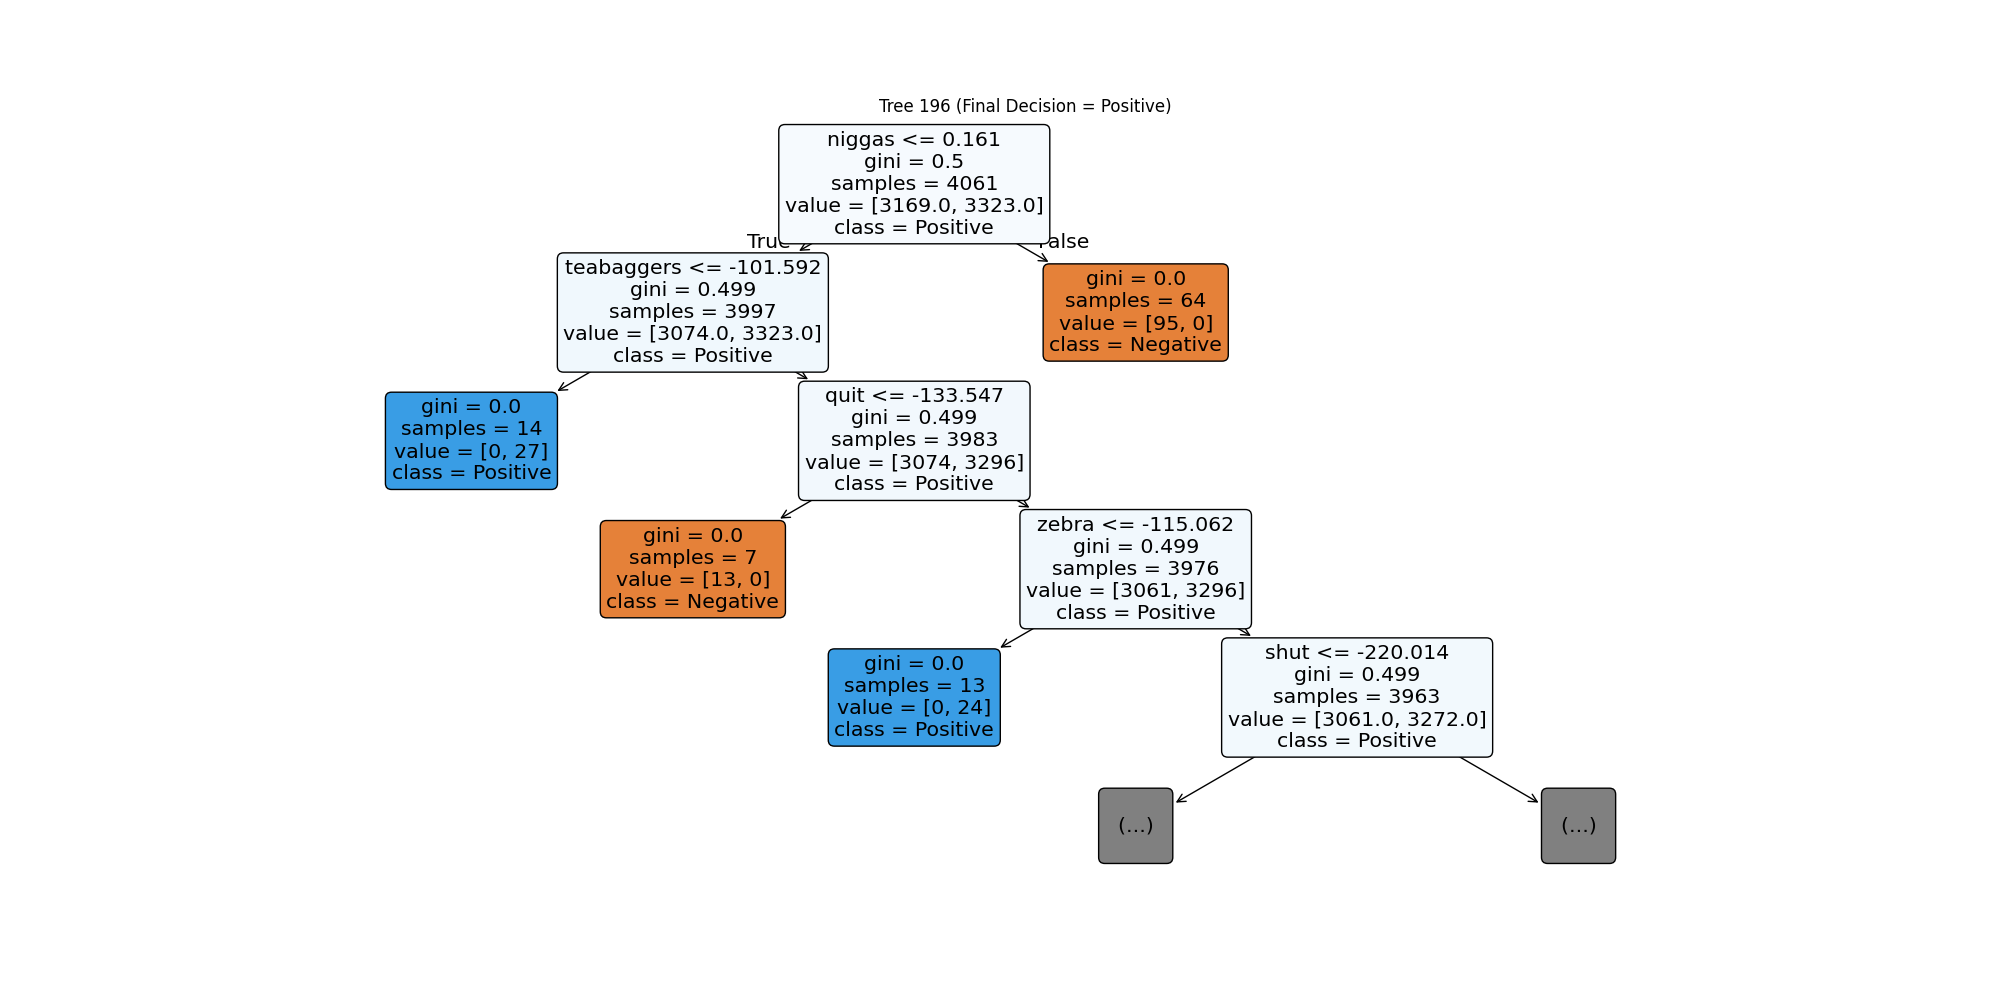 Tree 196 (Final Decision = Positive)
niggas <= 0.161
gini = 0.5
samples = 4061
value = [3169.0, 3323.0]
class = Positive
True
False
teabaggers <= -101.592
gini = 0.499
samples = 3997
value = [3074.0, 3323.0]
class = Positive
gini = 0.0
samples = 64
value = [95, 0]
class = Negative
gini = 0.0
samples = 14
value = [0, 27]
class = Positive
quit <= -133.547
gini = 0.499
samples = 3983
value = [3074, 3296]
class = Positive
gini = 0.0
samples = 7
value = [13, 0]
class = Negative
zebra <= -115.062
gini = 0.499
samples = 3976
value = [3061, 3296]
class = Positive
gini = 0.0
samples = 13
value = [0, 24]
class = Positive
shut <= -220.014
gini = 0.499
samples = 3963
value = [3061.0, 3272.0]
class = Positive
(...)
(...)